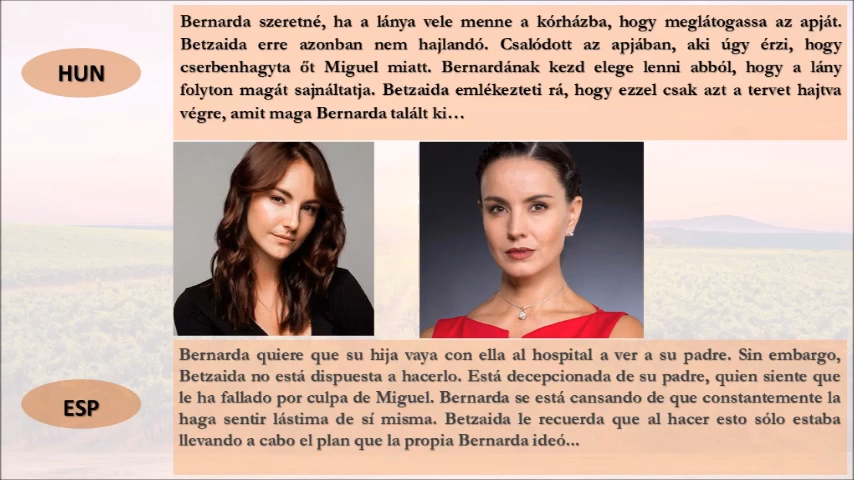 HUN
Bernarda szeretné, ha a lánya vele menne a kórházba, hogy meglátogassa az apját.
Betzaida erre azonban nem hajlandó. Csalódott az apjában, aki úgy érzi, hogy
cserbenhagyta őt Miguel miatt. Bernardának kezd elege lenni abból, hogy a lány
folyton magát sajnáltatja. Betzaida emlékezteti rá, hogy ezzel csak azt a tervet hajtva
végre, amit maga Bernarda talált ki…
ESP
Bernarda quiere que su hija vaya con ella al hospital a ver a su padre. Sin embargo,
Betzaida no está dispuesta a hacerlo. Está decepcionada de su padre, quien siente que
le ha fallado por culpa de Miguel. Bernarda se está cansando de que constantemente la
haga sentir lástima de sí misma. Betzaida le recuerda que al hacer esto sólo estaba
llevando a cabo el plan que la propia Bernarda ideó...